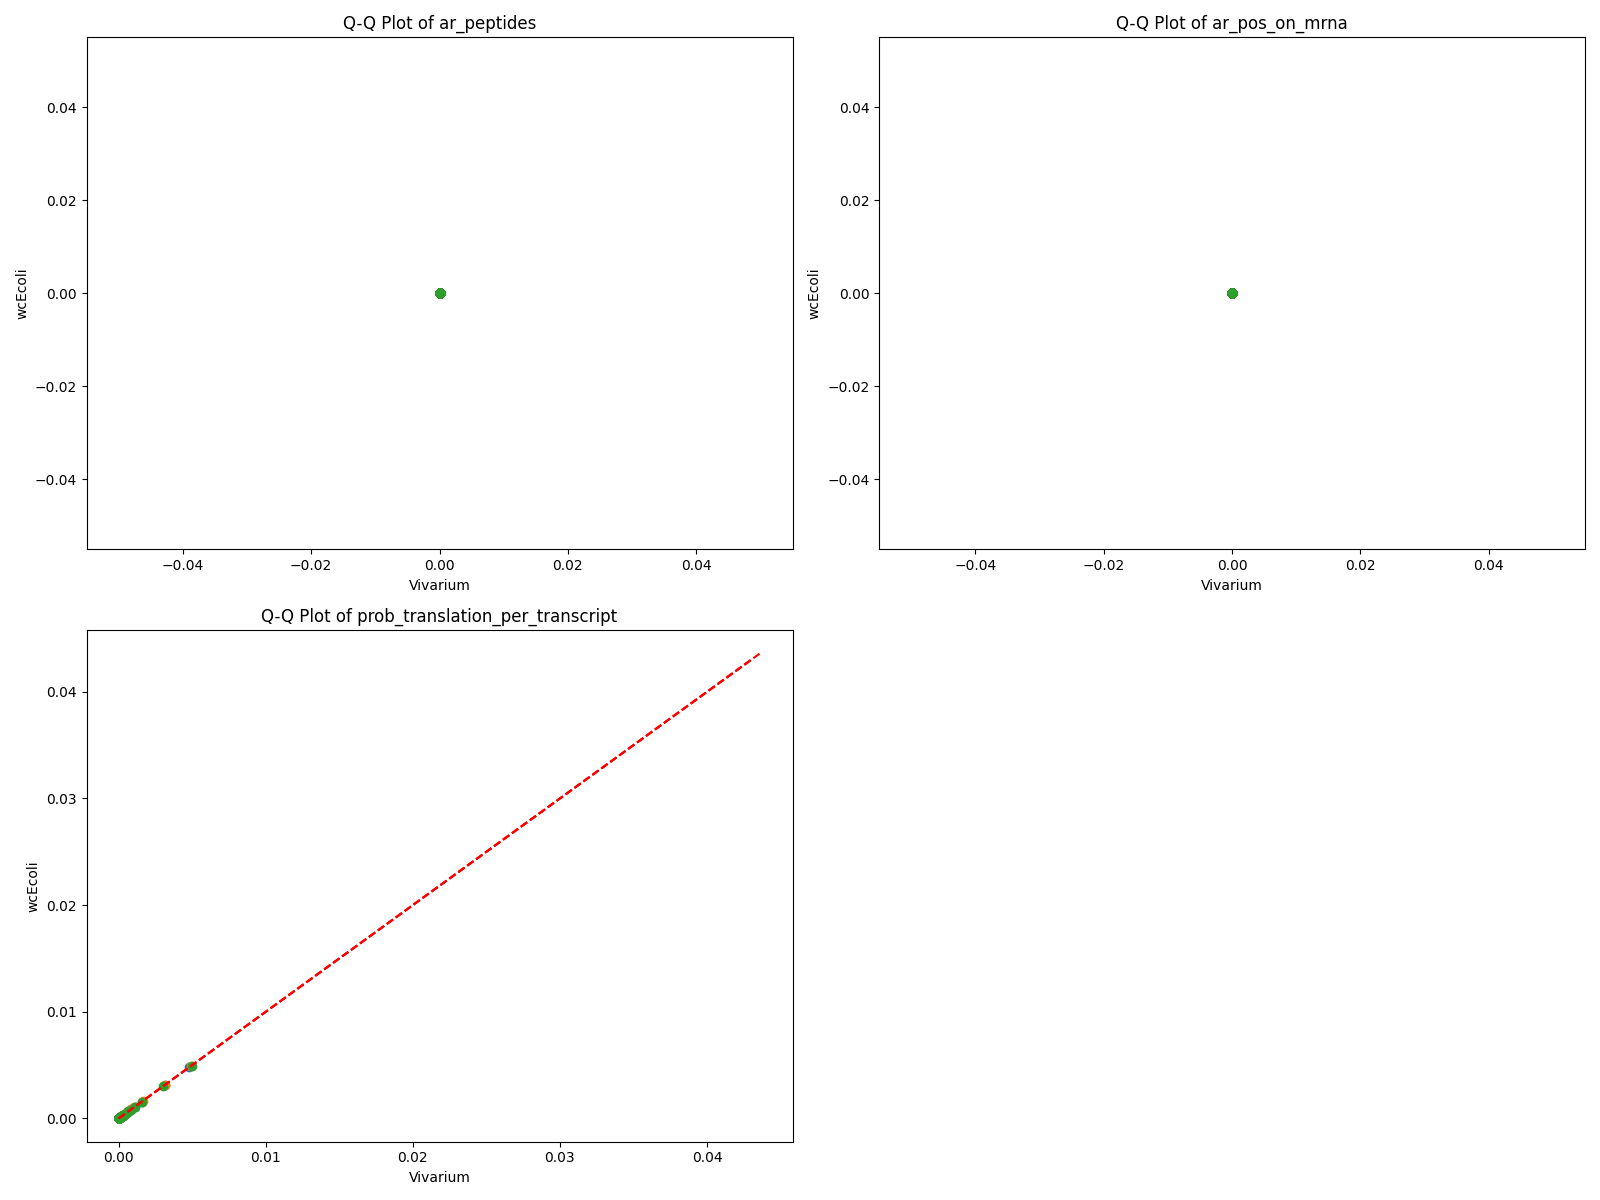 Q-Q Plot of ar_peptides
wcEcoli
0.04
0.02
0.00
−0.02
−0.04
−0.04 −0.02 0.00 0.02 0.04
Vivarium
Q-Q Plot of ar_pos_on_mrna
wcEcoli
0.04
0.02
0.00
−0.02
−0.04
−0.04 −0.02 0.00 0.02 0.04
Vivarium
Q-Q Plot of prob_translation_per_transcript
wcEcoli
0.04
0.03
0.02
0.01
0.00
0.00 0.01 0.02 0.03 0.04
Vivarium